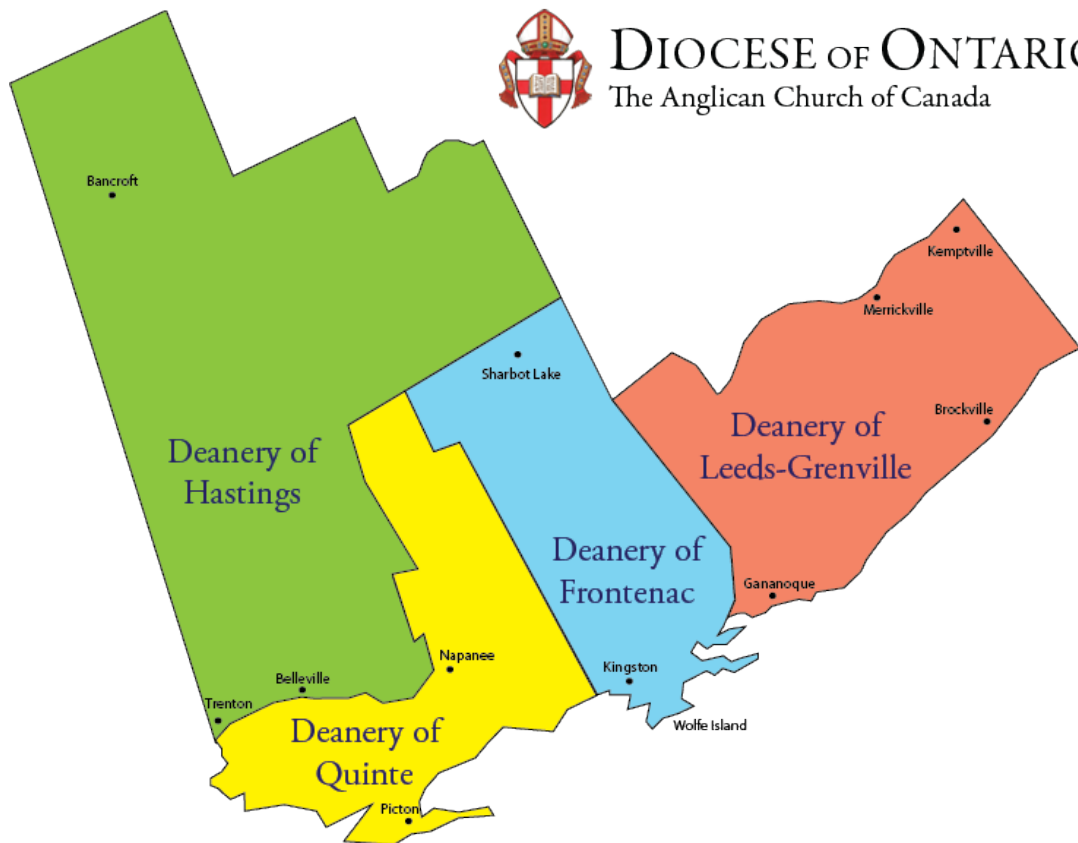 DIOCESE OF ONTARIO
The Anglican Church of Canada
Bancroft
Kemptville
Merrickville
Sharbot Lake
Brockville
Deanery of
Leeds-Grenville
Deanery of
Hastings
Deanery of
Frontenac
Gananoque
Napanee
Kingston
Belleville
Trenton
Wolfe Island
Deanery of
Quinte
Picton